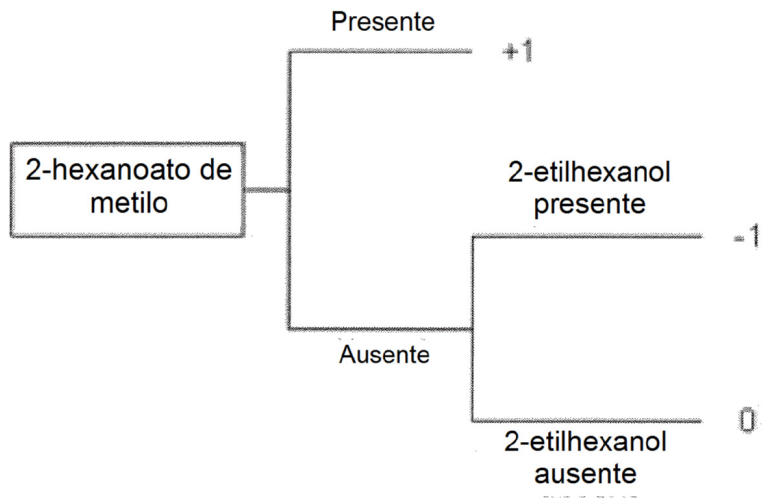 Presente
+1
2-hexanoato de
metilo
2-etilhexanol
presente
-1
Ausente
0
2-etilhexanol
ausente